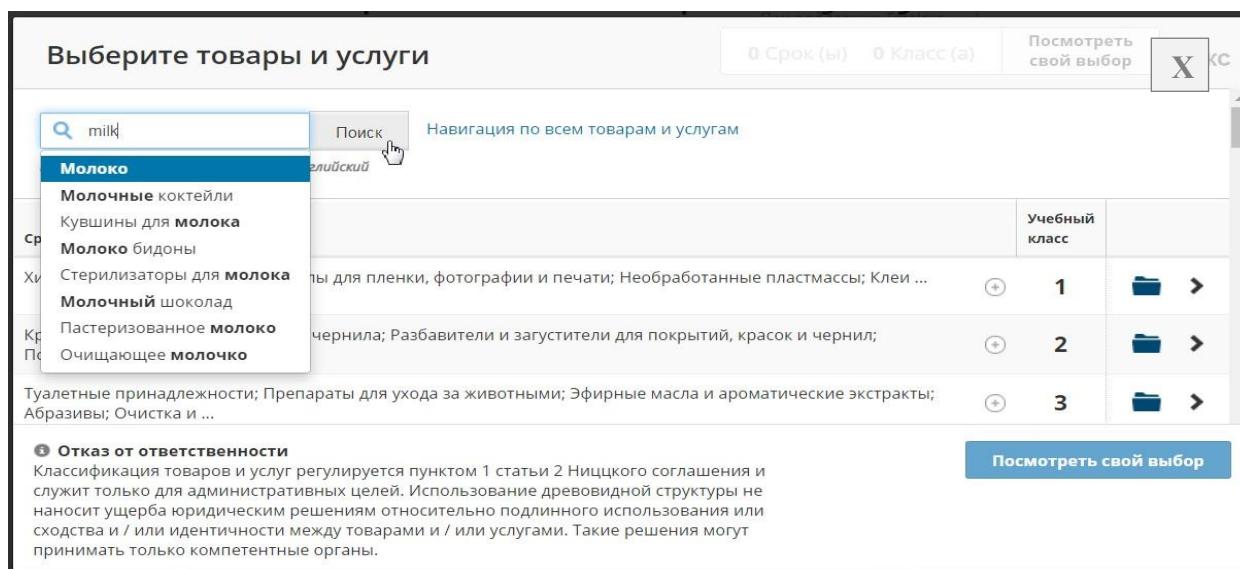 Выберите товары и услуги
0 Срок (ы) 0 Класс (а)
Посмотреть
свой выбор
X
кс
milk
Поиск
Навигация по всем товарам и услугам
Молоко
Молочные коктейли
Кувшины для молока
Молоко бидоны
Стерилизаторы для молока
Молочный шоколад
Пастеризованное молоко
Очищающее молочко
Учебный
класс
для пленки, фотографии и печати; Необработанные пластмассы; Клеи ...
1
чернила; Разбавители и загустители для покрытий, красок и чернил;
2
Туалетные принадлежности; Препараты для ухода за животными; Эфирные масла и ароматические экстракты;
Абразивы; Очистка и ...
3
Отказ от ответственности
Классификация товаров и услуг регулируется пунктом 1 статьи 2 Ниццкого соглашения и
служит только для административных целей. Использование древовидной структуры не
наносит ущерба юридическим решениям относительно подлинного использования или
сходства и / или идентичности между товарами и / или услугами. Такие решения могут
принимать только компетентные органы.
Посмотреть свой выбор